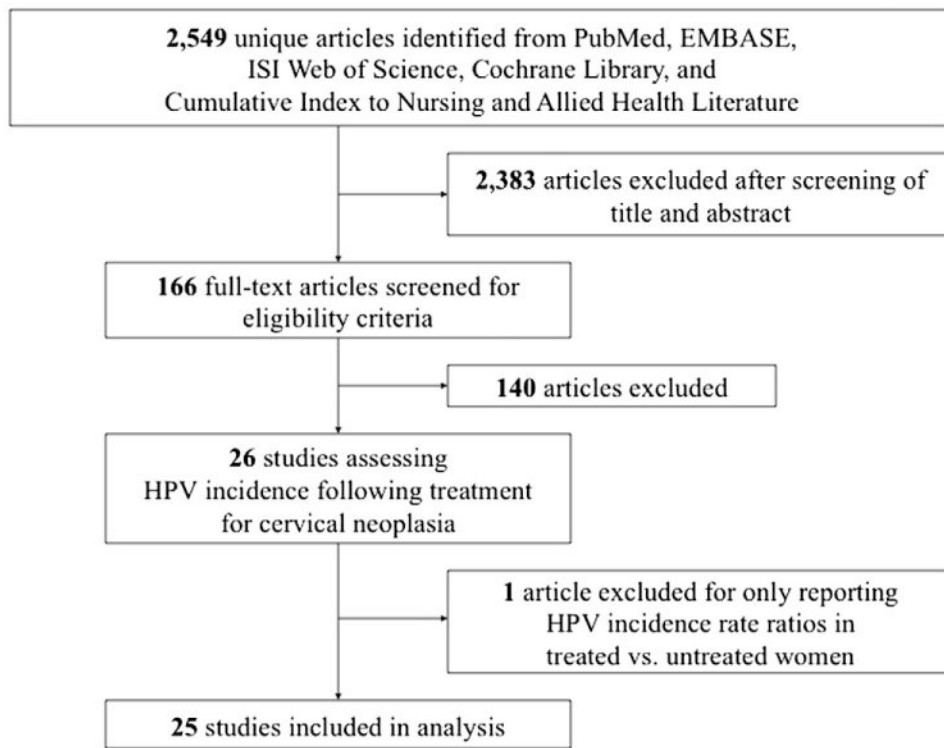 2,549 unique articles identified from PubMed, EMBASE,
ISI Web of Science, Cochrane Library, and
Cumulative Index to Nursing and Allied Health Literature
2,383 articles excluded after screening of
title and abstract
166 full-text articles screened for
eligibility criteria
140 articles excluded
26 studies assessing
HPV incidence following treatment
for cervical neoplasia
1 article excluded for only reporting
HPV incidence rate ratios in
treated vs. untreated women
25 studies included in analysis